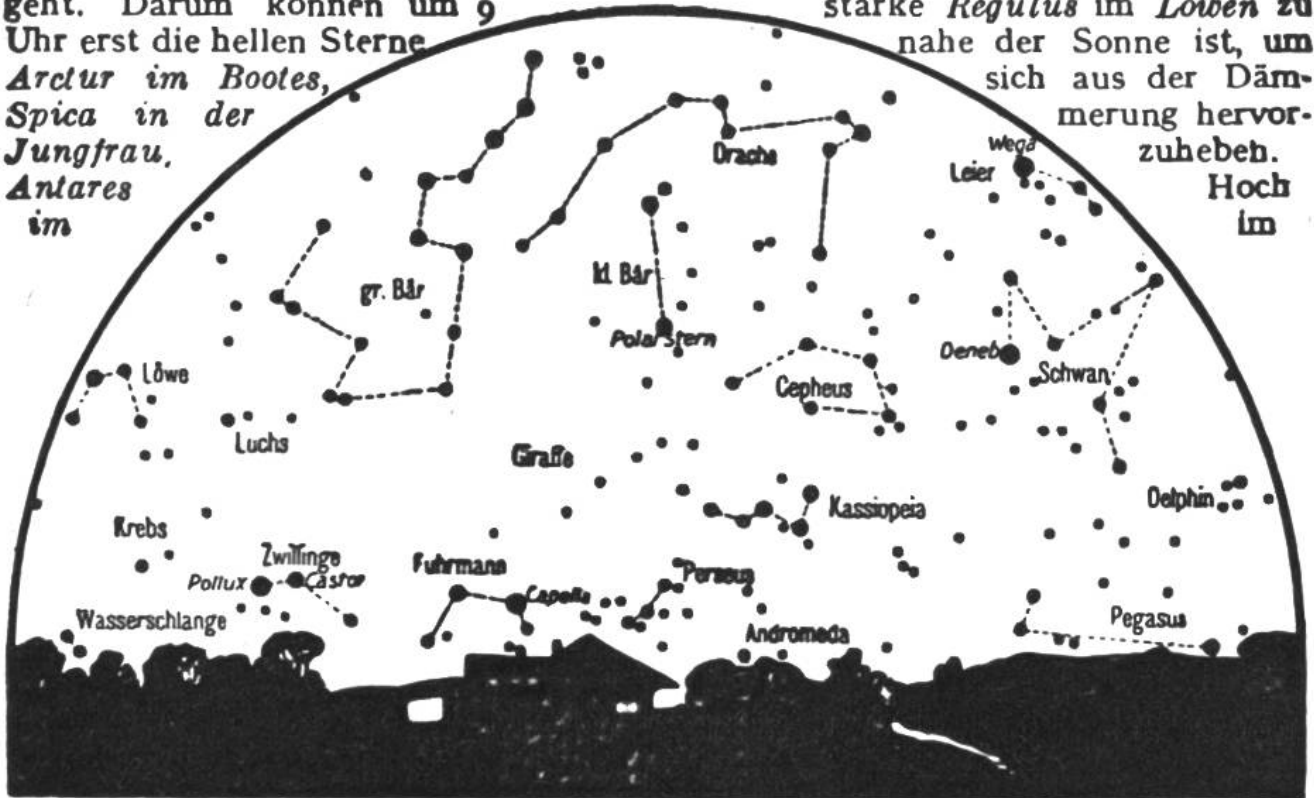 geht. Darum können um 9
Uhr erst die hellen Sterne
Arctur im Bootes,
Spica in der
Jungfrau,
Antares
im
starke Regulus im Löwen zu
nahe der Sonne ist, um
sich aus der Däm-
merung hervor-
zuheben.
Hoch
im
Wega
Leier
Drache
gr. Bär
kl. Bär
Polarstern
Deneb
Schwan
Cepheus
Löwe
Luchs
Giraffe
Kassiopeia
Delphin
Krebs
Zwillinge
Pollux
Castor
Fuhrmann
Capella
Perseus
Wasserschlange
Andromeda
Pegasus